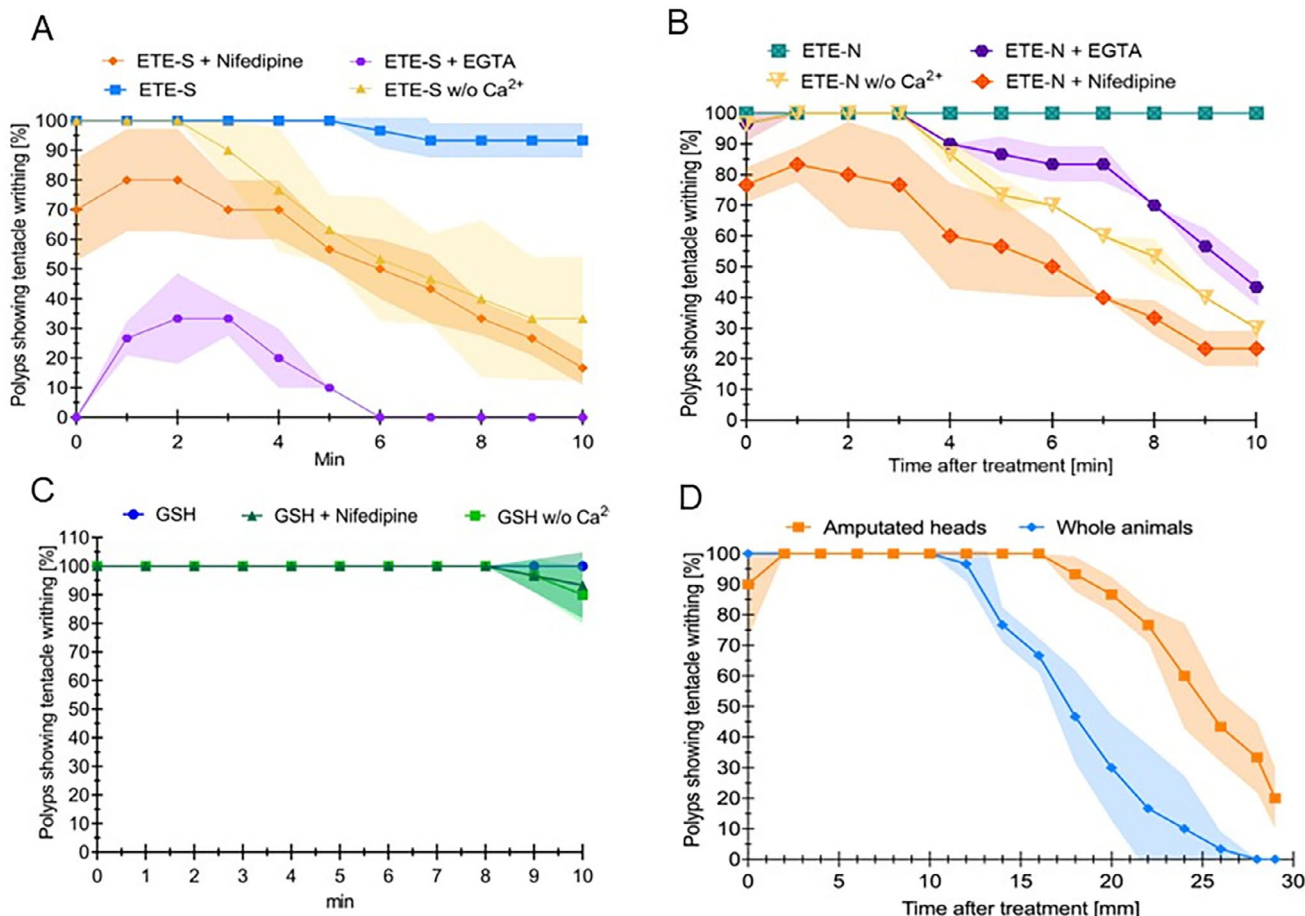 A
ETE-S + Nifedipine
ETE-S + EGTA
ETE-S
ETE-S w/o Ca²⁺
Polyps showing tentacle writhing [%]
100
90
80
70
60
50
40
30
20
10
0
0 2 4 6 8 10
Min
B
ETE-N
ETE-N + EGTA
ETE-N w/o Ca²⁺
ETE-N + Nifedipine
Polyps showing tentacle writhing [%]
100
90
80
70
60
50
40
30
20
10
0
0 2 4 6 8 10
Time after treatment [min]
C
GSH
GSH + Nifedipine
GSH w/o Ca²
Polyps showing tentacle writhing [%]
110
100
90
80
70
60
50
40
30
20
10
0
0 1 2 3 4 5 6 7 8 9 10
min
D
Amputated heads
Whole animals
Polyps showing tentacle writhing [%]
100
90
80
70
60
50
40
30
20
10
0
0 5 10 15 20 25 30
Time after treatment [mm]